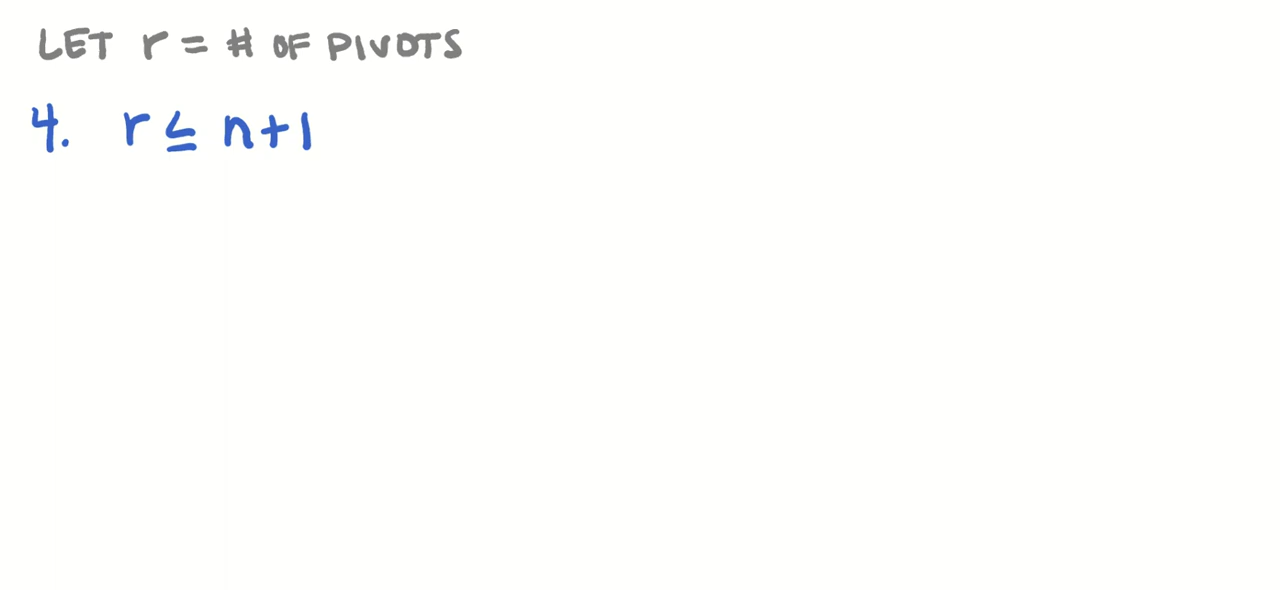 LET r = # OF PIVOTS
4. r ≤ n+1